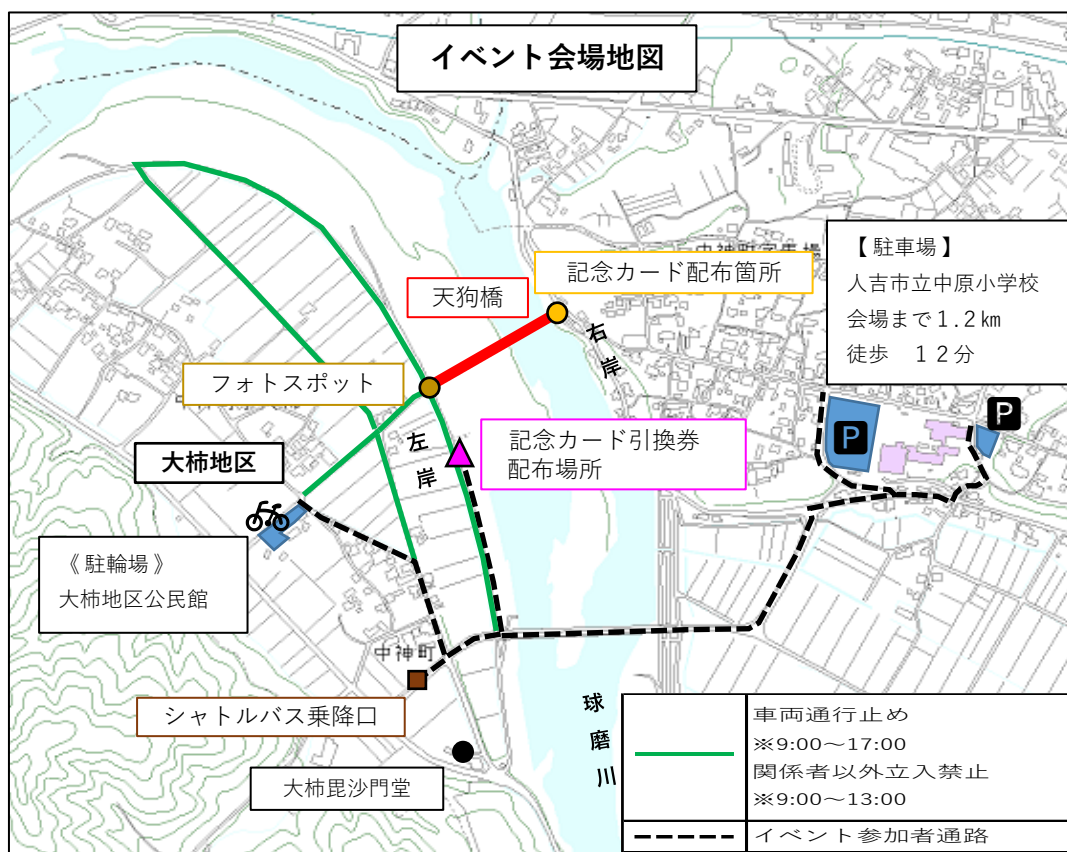 イベント会場地図
【駐車場】
人吉市立中原小学校
会場まで1.2㎞
徒歩　１２分
記念カード配布箇所
天狗橋
右岸
フォトスポット
P
P
記念カード引換券
配布場所
左岸
大柿地区
《駐輪場》
大柿地区公民館
中神町
シャトルバス乗降口
球磨川
大柿毘沙門堂
車両通行止め
※9:00～17:00
関係者以外立入禁止
※9:00～13:00
イベント参加者通路